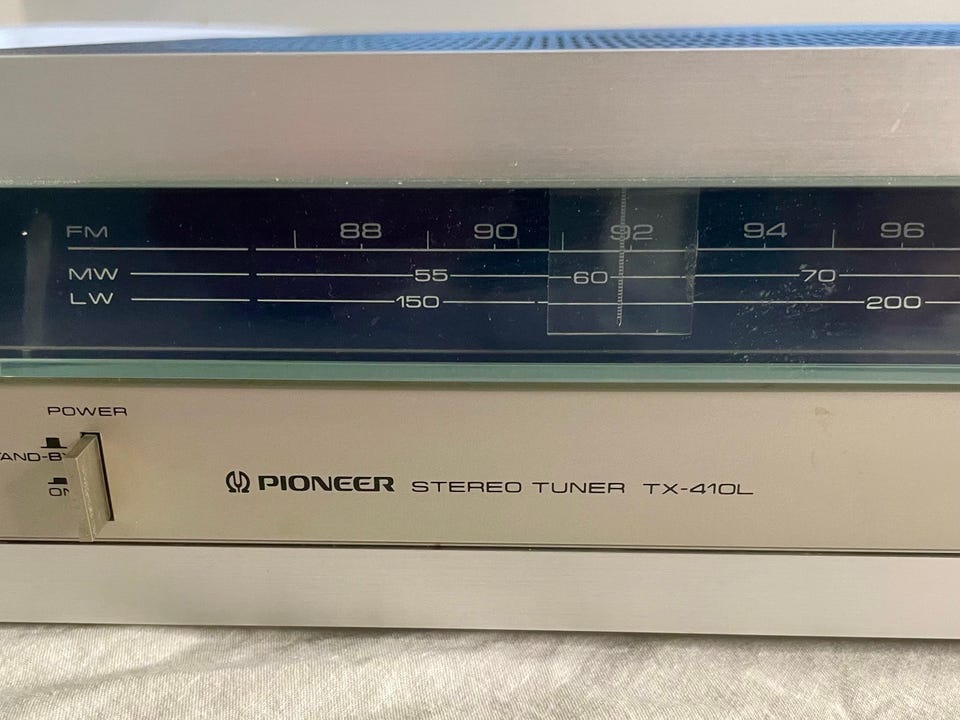 FM 88 90 92 94 96
MW 55 60 70
LW 150 200
POWER
PIONEER STEREO TUNER TX-410L